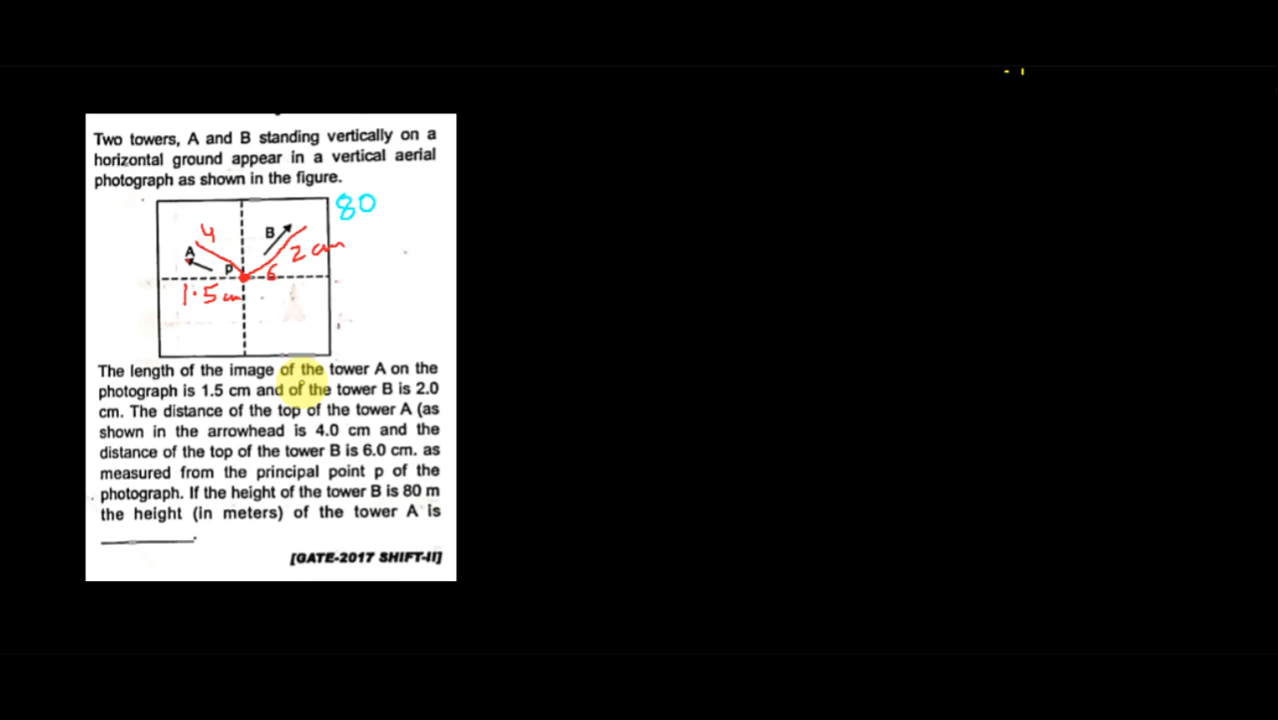 Two towers, A and B standing vertically on a
horizontal ground appear in a vertical aerial
photograph as shown in the figure.
80
4
B
A
2 cm
P
6
1.5 cm
The length of the image of the tower A on the
photograph is 1.5 cm and of the tower B is 2.0
cm. The distance of the top of the tower A (as
shown in the arrowhead is 4.0 cm and the
distance of the top of the tower B is 6.0 cm. as
measured from the principal point p of the
photograph. If the height of the tower B is 80 m
the height (in meters) of the tower A is
__________.
[GATE-2017 SHIFT-II]